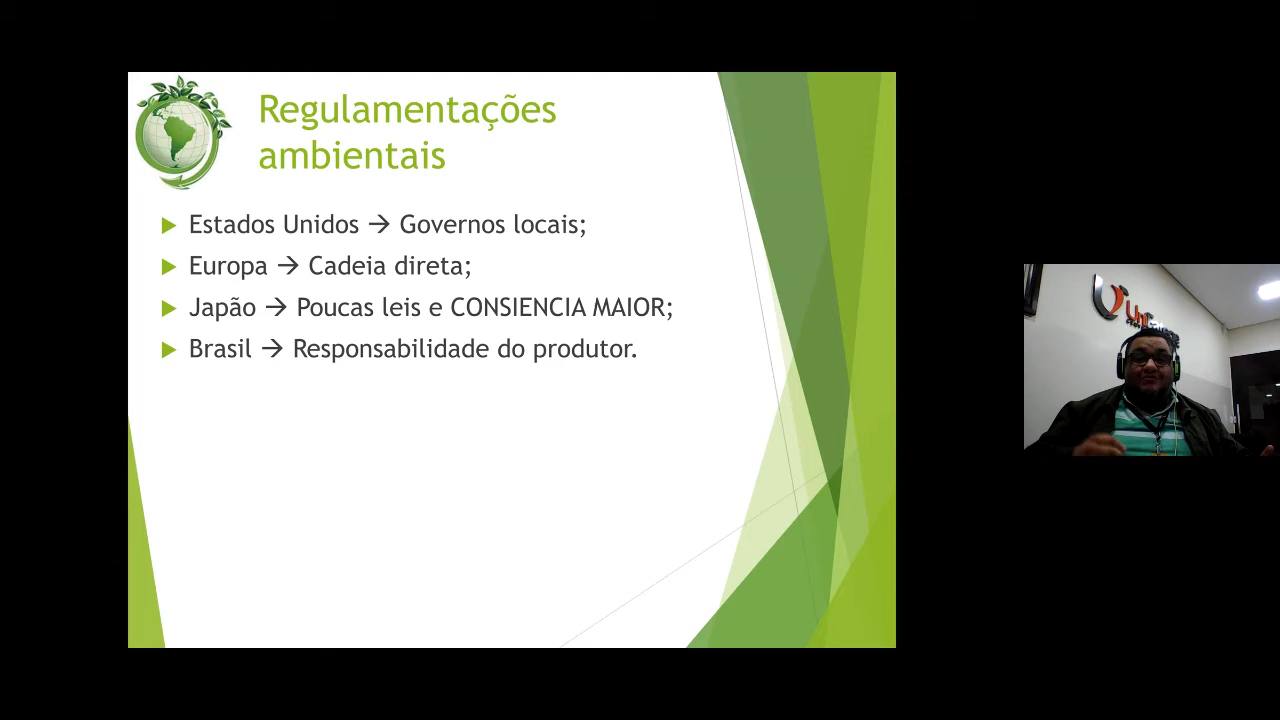 Regulamentações
ambientais
Estados Unidos → Governos locais;
Europa → Cadeia direta;
Japão → Poucas leis e CONSIENCIA MAIOR;
Brasil → Responsabilidade do produtor.